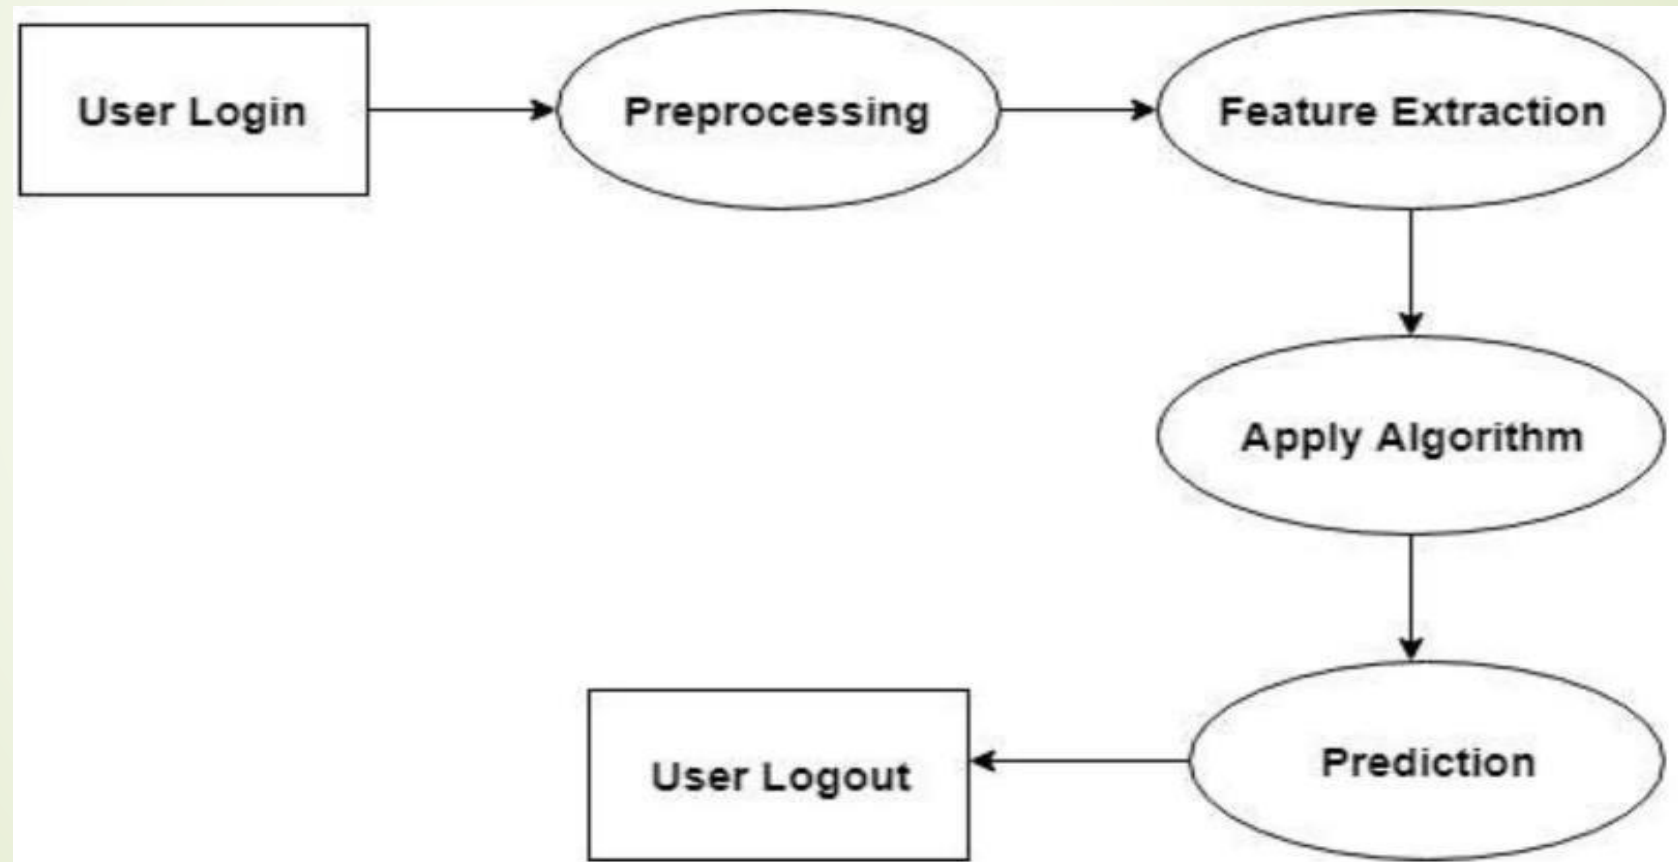 User Login
Preprocessing
Feature Extraction
Apply Algorithm
Prediction
User Logout